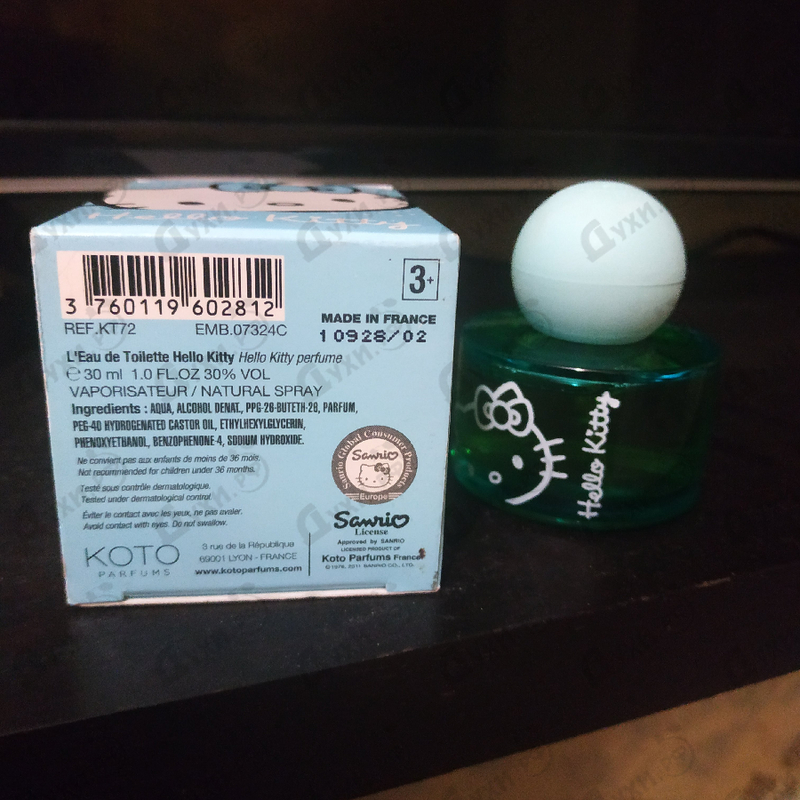 Hello Kitty
3 760119 602812
3+
REF.KT72 EMB.07324C
MADE IN FRANCE
10928/02
L'Eau de Toilette Hello Kitty Hello Kitty perfume
℮ 30 ml 1.0 FL.OZ 30% VOL
VAPORISATEUR / NATURAL SPRAY
Ingredients : AQUA, ALCOHOL DENAT., PPG-26-BUTETH-26, PARFUM,
PEG-40 HYDROGENATED CASTOR OIL, ETHYLHEXYLGLYCERIN,
PHENOXYETHANOL, BENZOPHENONE-4, SODIUM HYDROXIDE.
Ne convient pas aux enfants de moins de 36 mois.
Not recommended for children under 36 months.
Testé sous contrôle dermatologique.
Tested under dermatological control
Éviter le contact avec les yeux, ne pas avaler.
Avoid contact with eyes. Do not swallow.
Sanrio Global Consumer Products
Sanrio
Europe
Sanrio
License
Approved by SANRIO
LICENSED PRODUCT OF
Koto Parfums France
©1976, 2011 SANRIO CO., LTD.
KOTO
PARFUMS
3 rue de la République
69001 LYON - FRANCE
www.kotoparfums.com
Hello Kitty
Духи.РУ